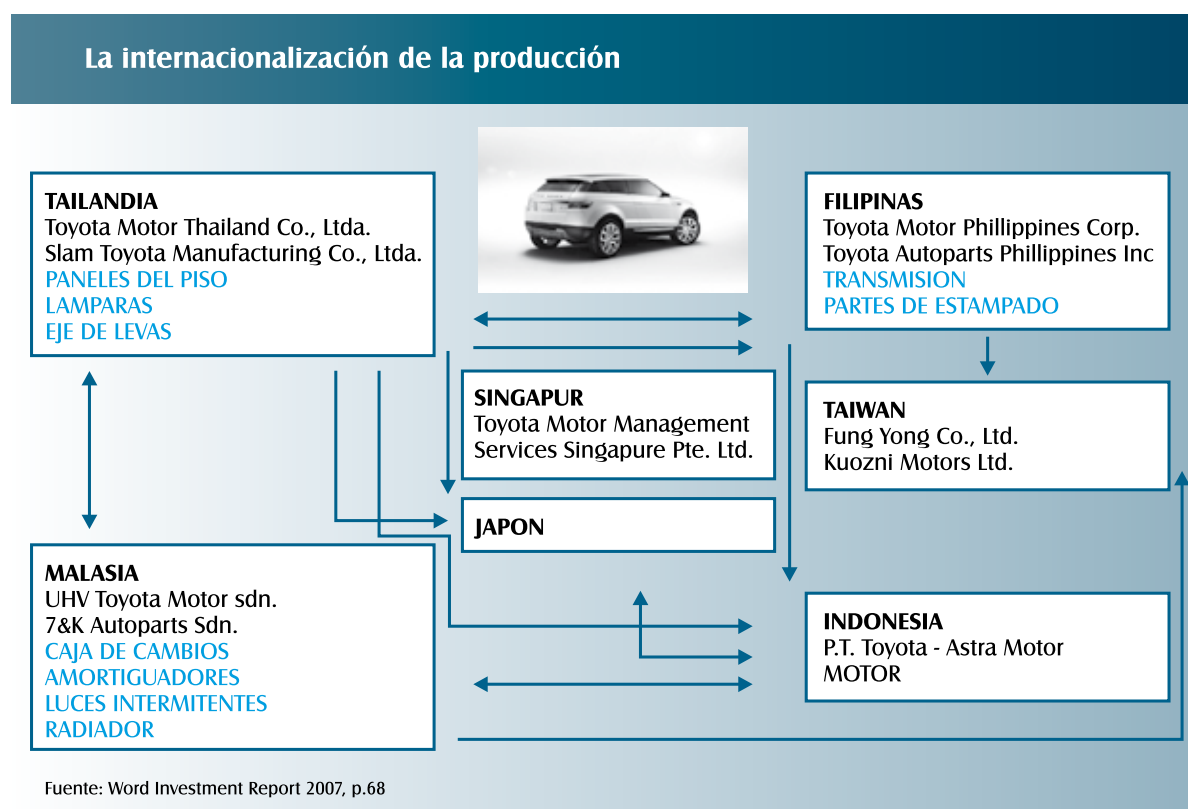 La internacionalización de la producción
TAILANDIA
Toyota Motor Thailand Co., Ltda.
Slam Toyota Manufacturing Co., Ltda.
PANELES DEL PISO
LAMPARAS
EJE DE LEVAS
FILIPINAS
Toyota Motor Phillippines Corp.
Toyota Autoparts Phillippines Inc
TRANSMISION
PARTES DE ESTAMPADO
SINGAPUR
Toyota Motor Management
Services Singapure Pte. Ltd.
TAIWAN
Fung Yong Co., Ltd.
Kuozni Motors Ltd.
JAPON
MALASIA
UHV Toyota Motor sdn.
7&K Autoparts Sdn.
CAJA DE CAMBIOS
AMORTIGUADORES
LUCES INTERMITENTES
RADIADOR
INDONESIA
P.T. Toyota - Astra Motor
MOTOR
Fuente: Word Investment Report 2007, p.68